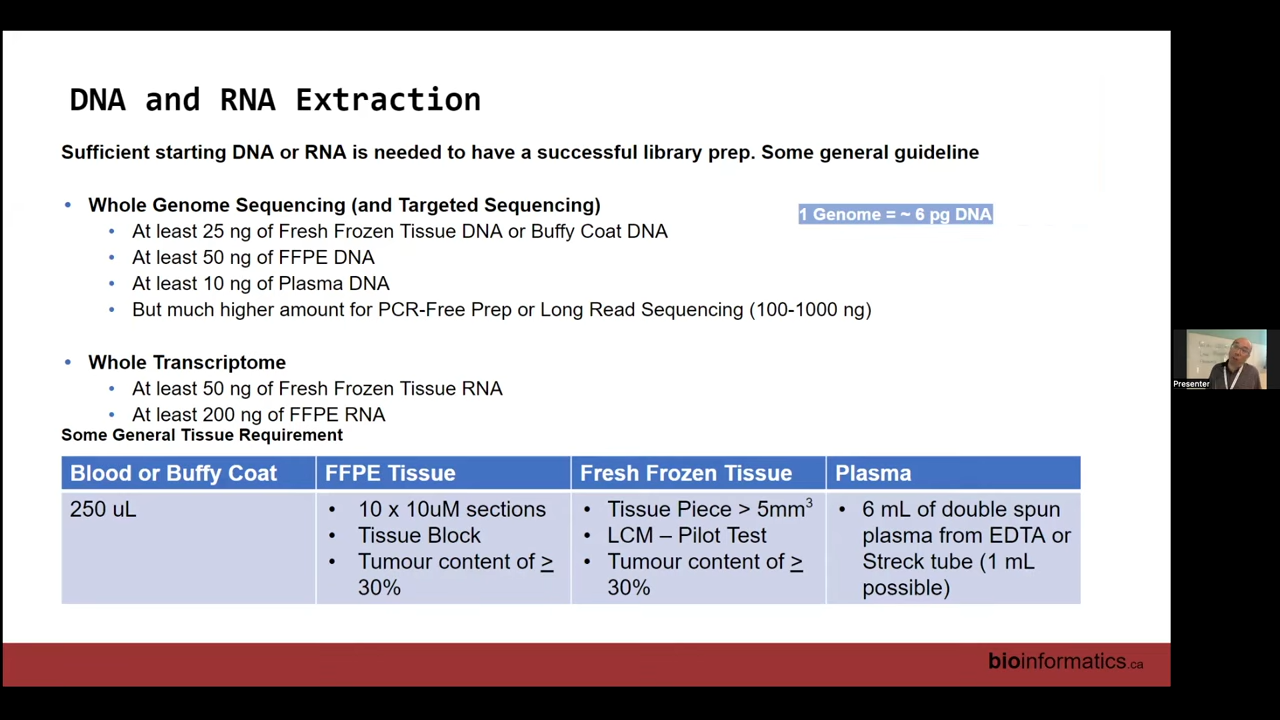 DNA and RNA Extraction
Sufficient starting DNA or RNA is needed to have a successful library prep. Some general guideline
• Whole Genome Sequencing (and Targeted Sequencing)
1 Genome = ~ 6 pg DNA
• At least 25 ng of Fresh Frozen Tissue DNA or Buffy Coat DNA
• At least 50 ng of FFPE DNA
• At least 10 ng of Plasma DNA
• But much higher amount for PCR-Free Prep or Long Read Sequencing (100-1000 ng)
• Whole Transcriptome
• At least 50 ng of Fresh Frozen Tissue RNA
• At least 200 ng of FFPE RNA
Some General Tissue Requirement
Blood or Buffy Coat
250 uL
FFPE Tissue
• 10 x 10uM sections
• Tissue Block
• Tumour content of ≥
30%
Fresh Frozen Tissue
• Tissue Piece > 5mm³
• LCM – Pilot Test
• Tumour content of ≥
30%
Plasma
• 6 mL of double spun
plasma from EDTA or
Streck tube (1 mL
possible)
Presenter
bioinformatics.ca